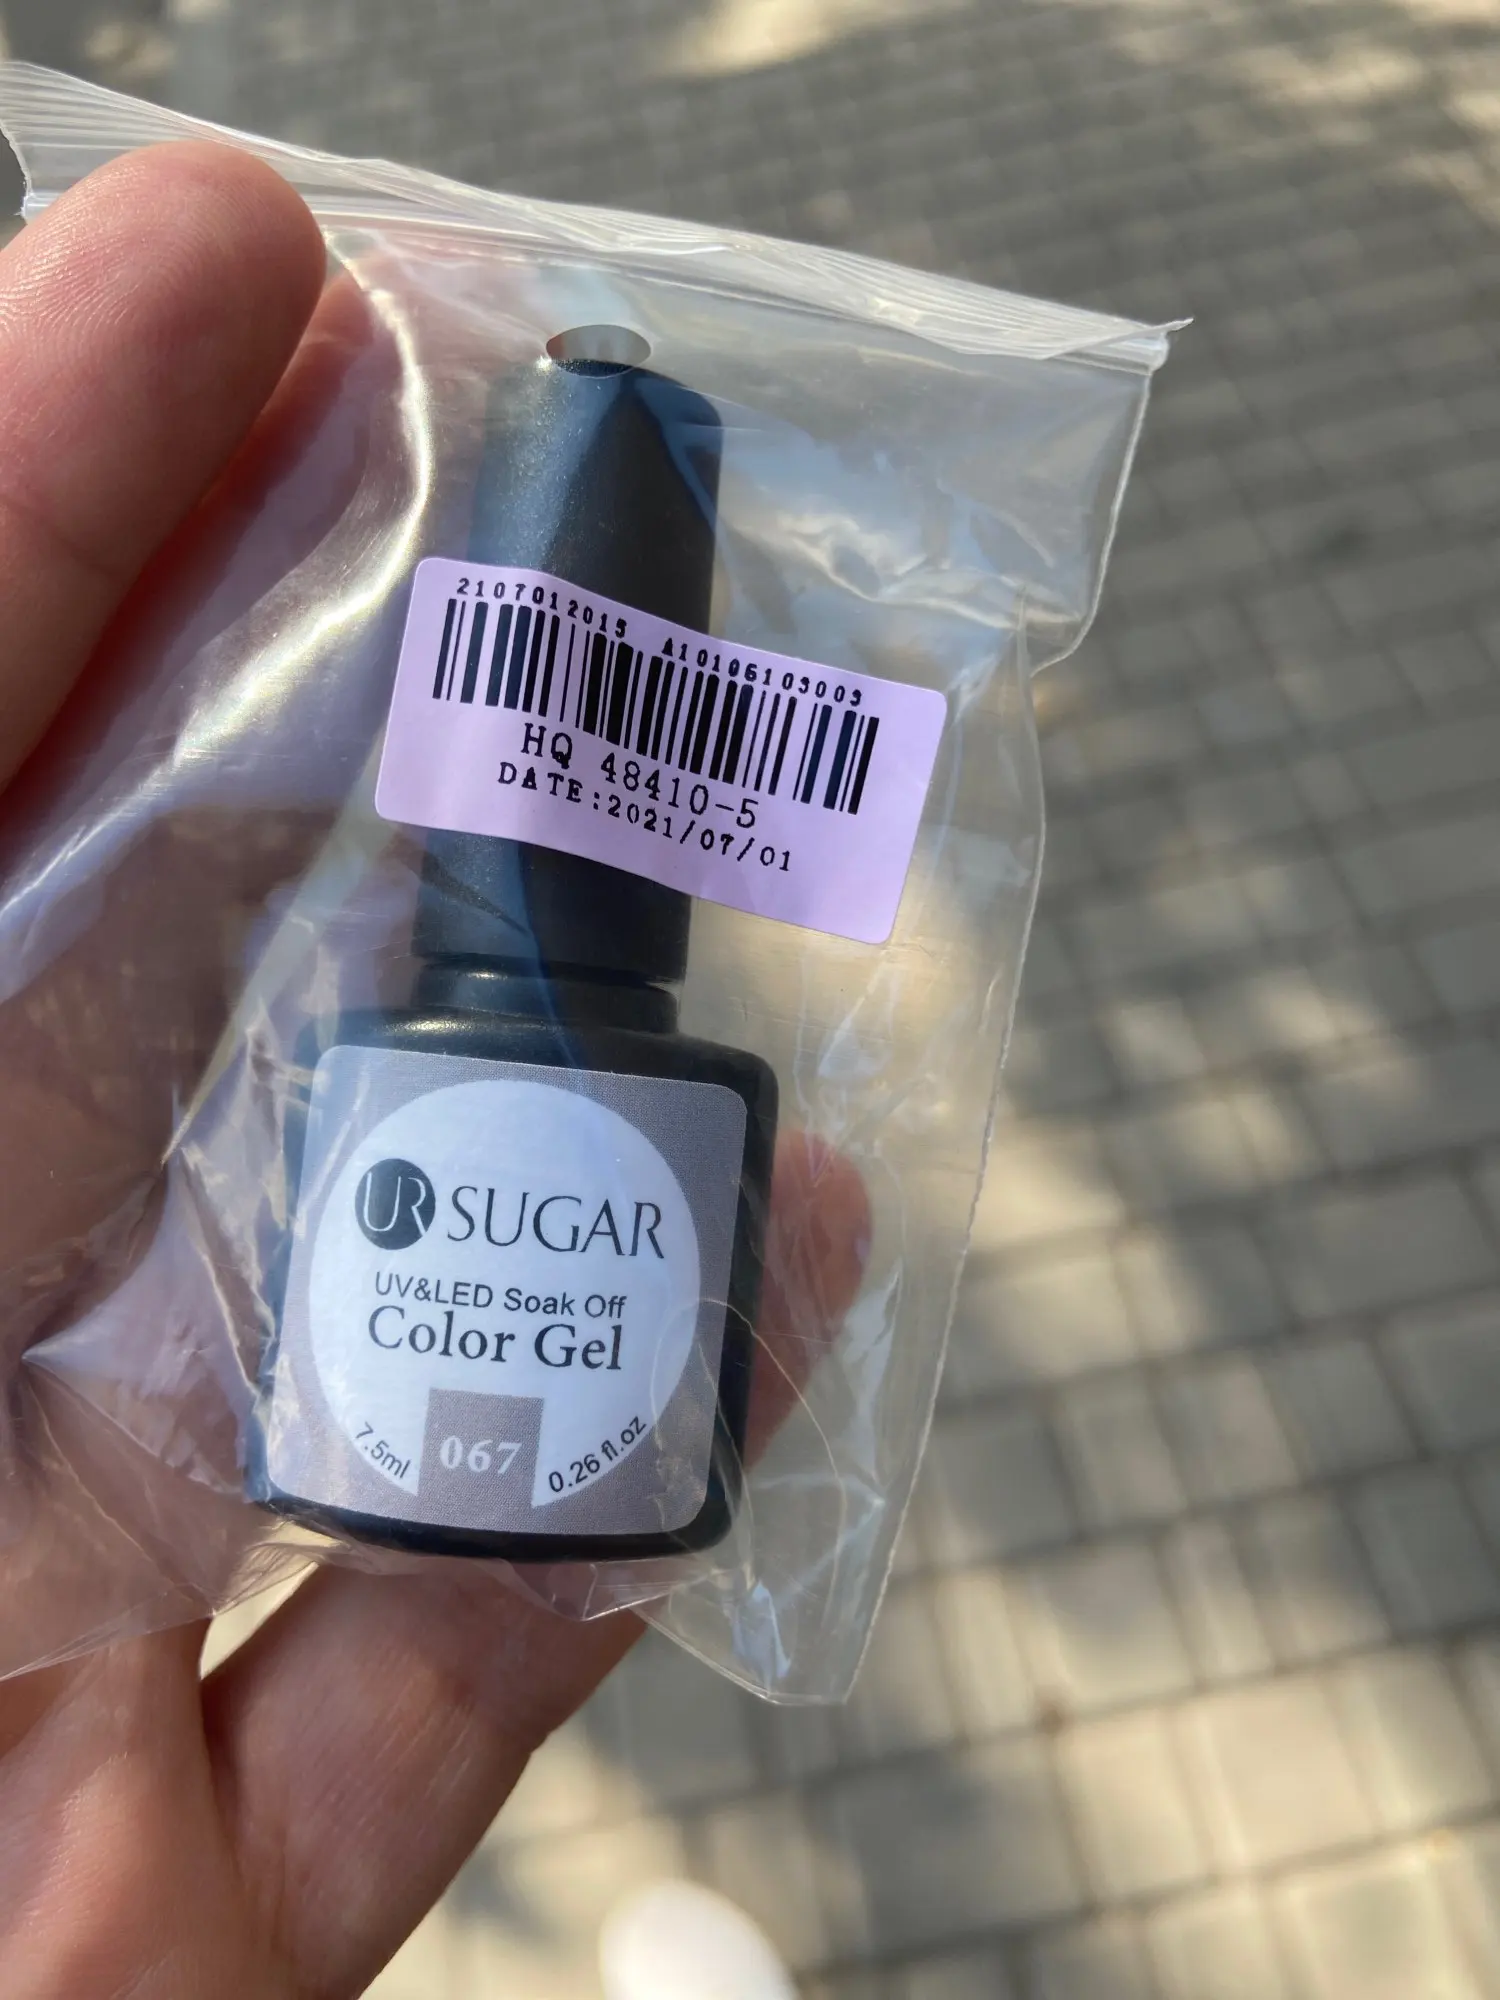 2107012015 A10106103003
HQ 48410-5
DATE:2021/07/01
UR SUGAR
UV&LED Soak Off
Color Gel
7.5ml 067 0.26 fl.oz